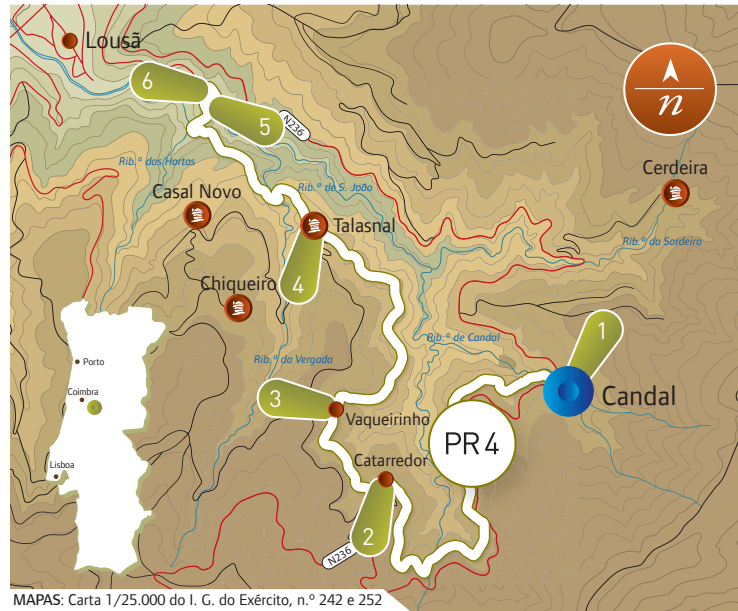 Lousã
6
5
N236
n
Rib.º das Hortas
Rib.º de S. João
Cerdeira
Casal Novo
Talasnal
Rib.º da Sardeira
Chiqueiro
4
1
Rib.º de Candal
Porto
Rib.º da Vergada
Coimbra
3
Candal
Vaqueirinho
PR 4
Catarredor
Lisboa
2
N236
MAPAS: Carta 1/25.000 do I. G. do Exército, n.º 242 e 252